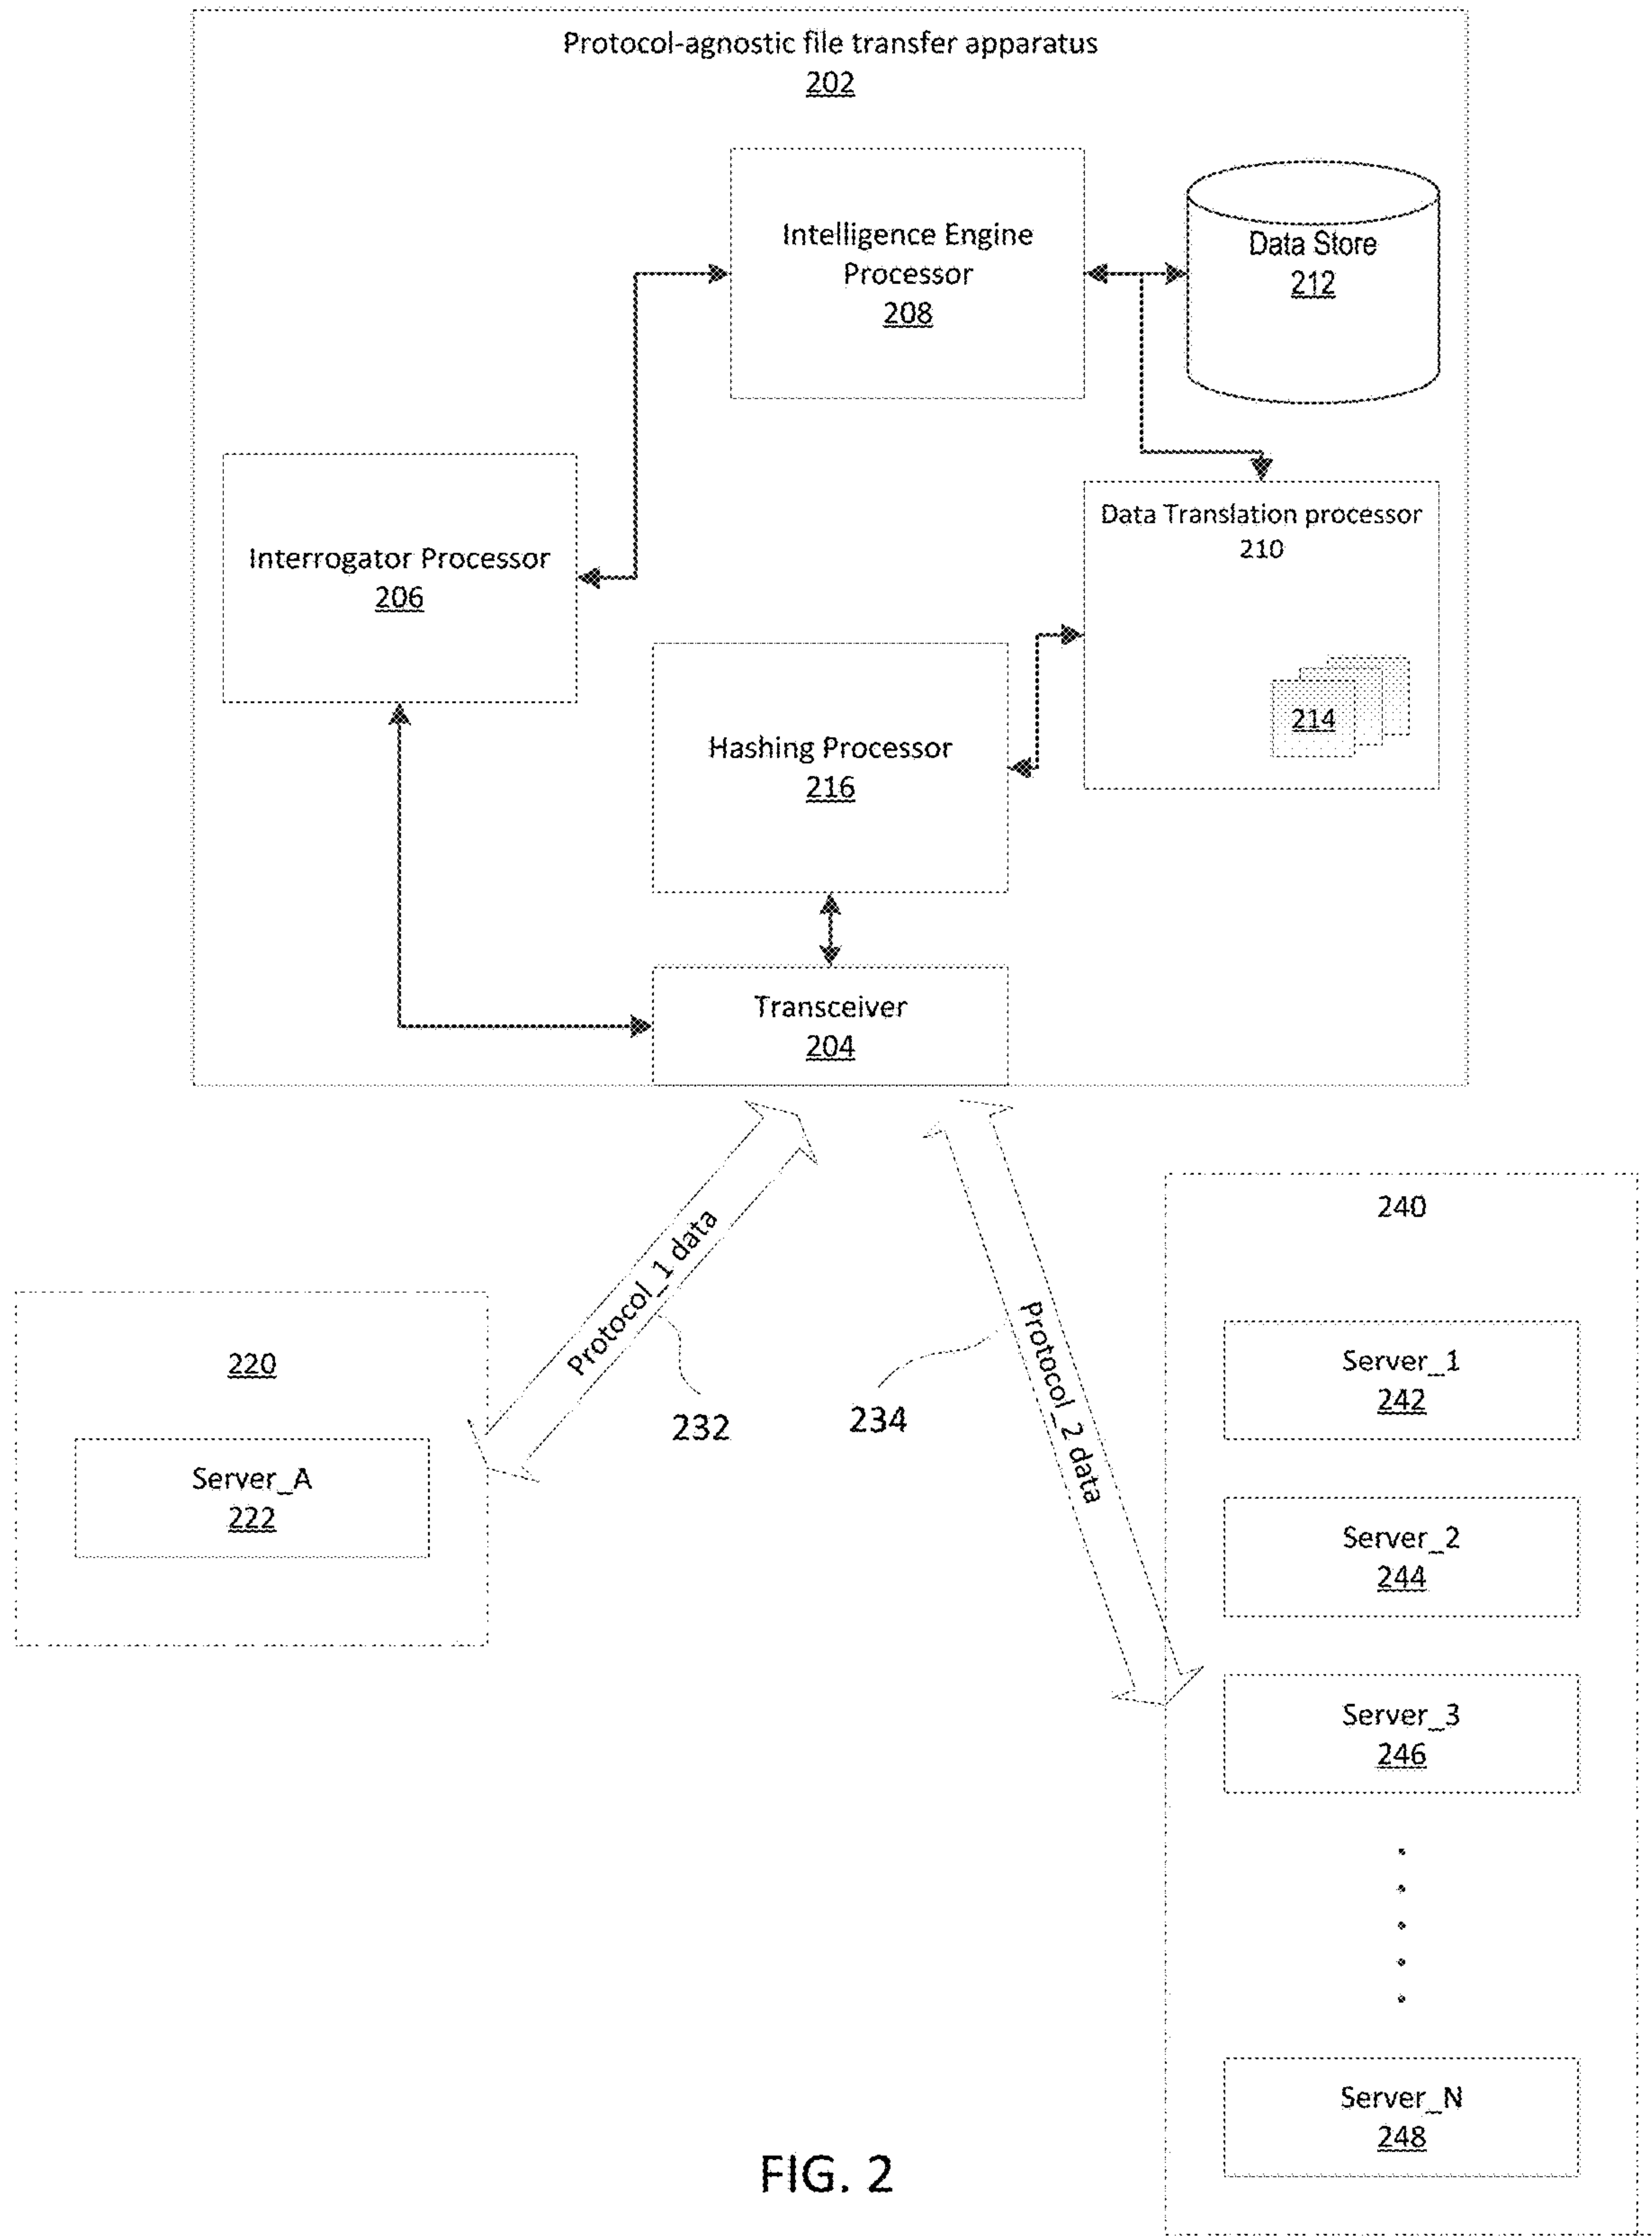 Protocol-agnostic file transfer apparatus
202
Intelligence Engine
Processor
208
Data Store
212
Interrogator Processor
206
Data Translation processor
210
214
Hashing Processor
216
Transceiver
204
Protocol_1 data
232
Protocol_2 data
234
220
Server_A
222
240
Server_1
242
Server_2
244
Server_3
246
Server_N
248
FIG. 2